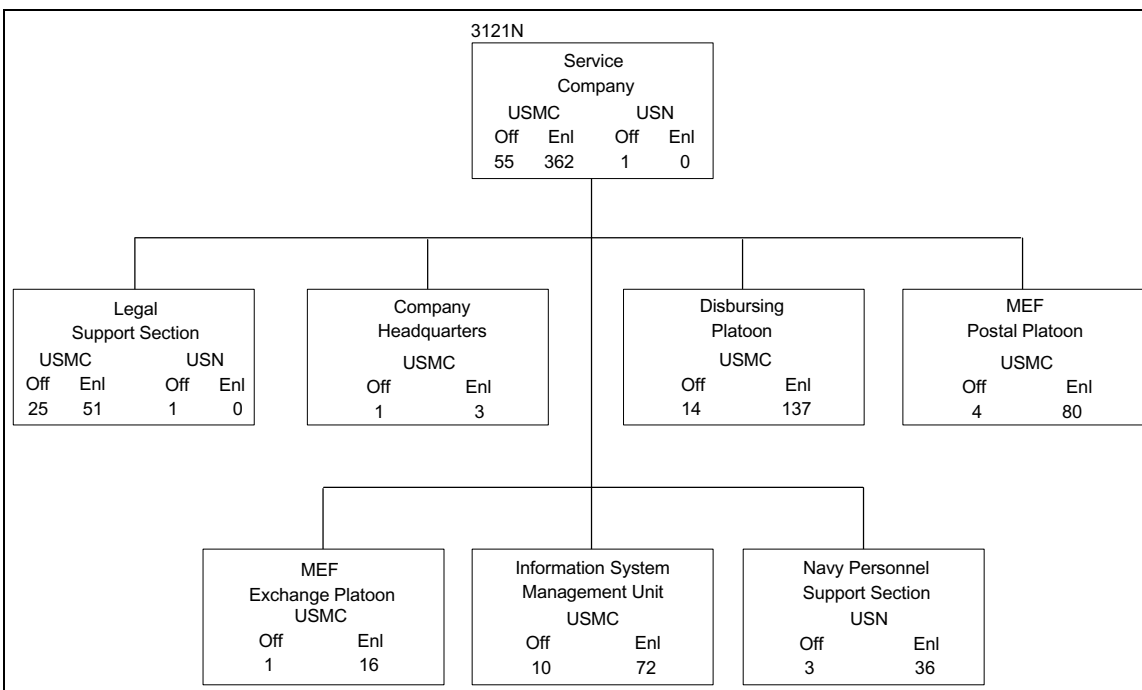 3121N
Service
Company
USMC USN
Off Enl Off Enl
55 362 1 0
Legal
Support Section
USMC USN
Off Enl Off Enl
25 51 1 0
Company
Headquarters
USMC
Off Enl
1 3
Disbursing
Platoon
USMC
Off Enl
14 137
MEF
Postal Platoon
USMC
Off Enl
4 80
MEF
Exchange Platoon
USMC
Off Enl
1 16
Information System
Management Unit
USMC
Off Enl
10 72
Navy Personnel
Support Section
USN
Off Enl
3 36